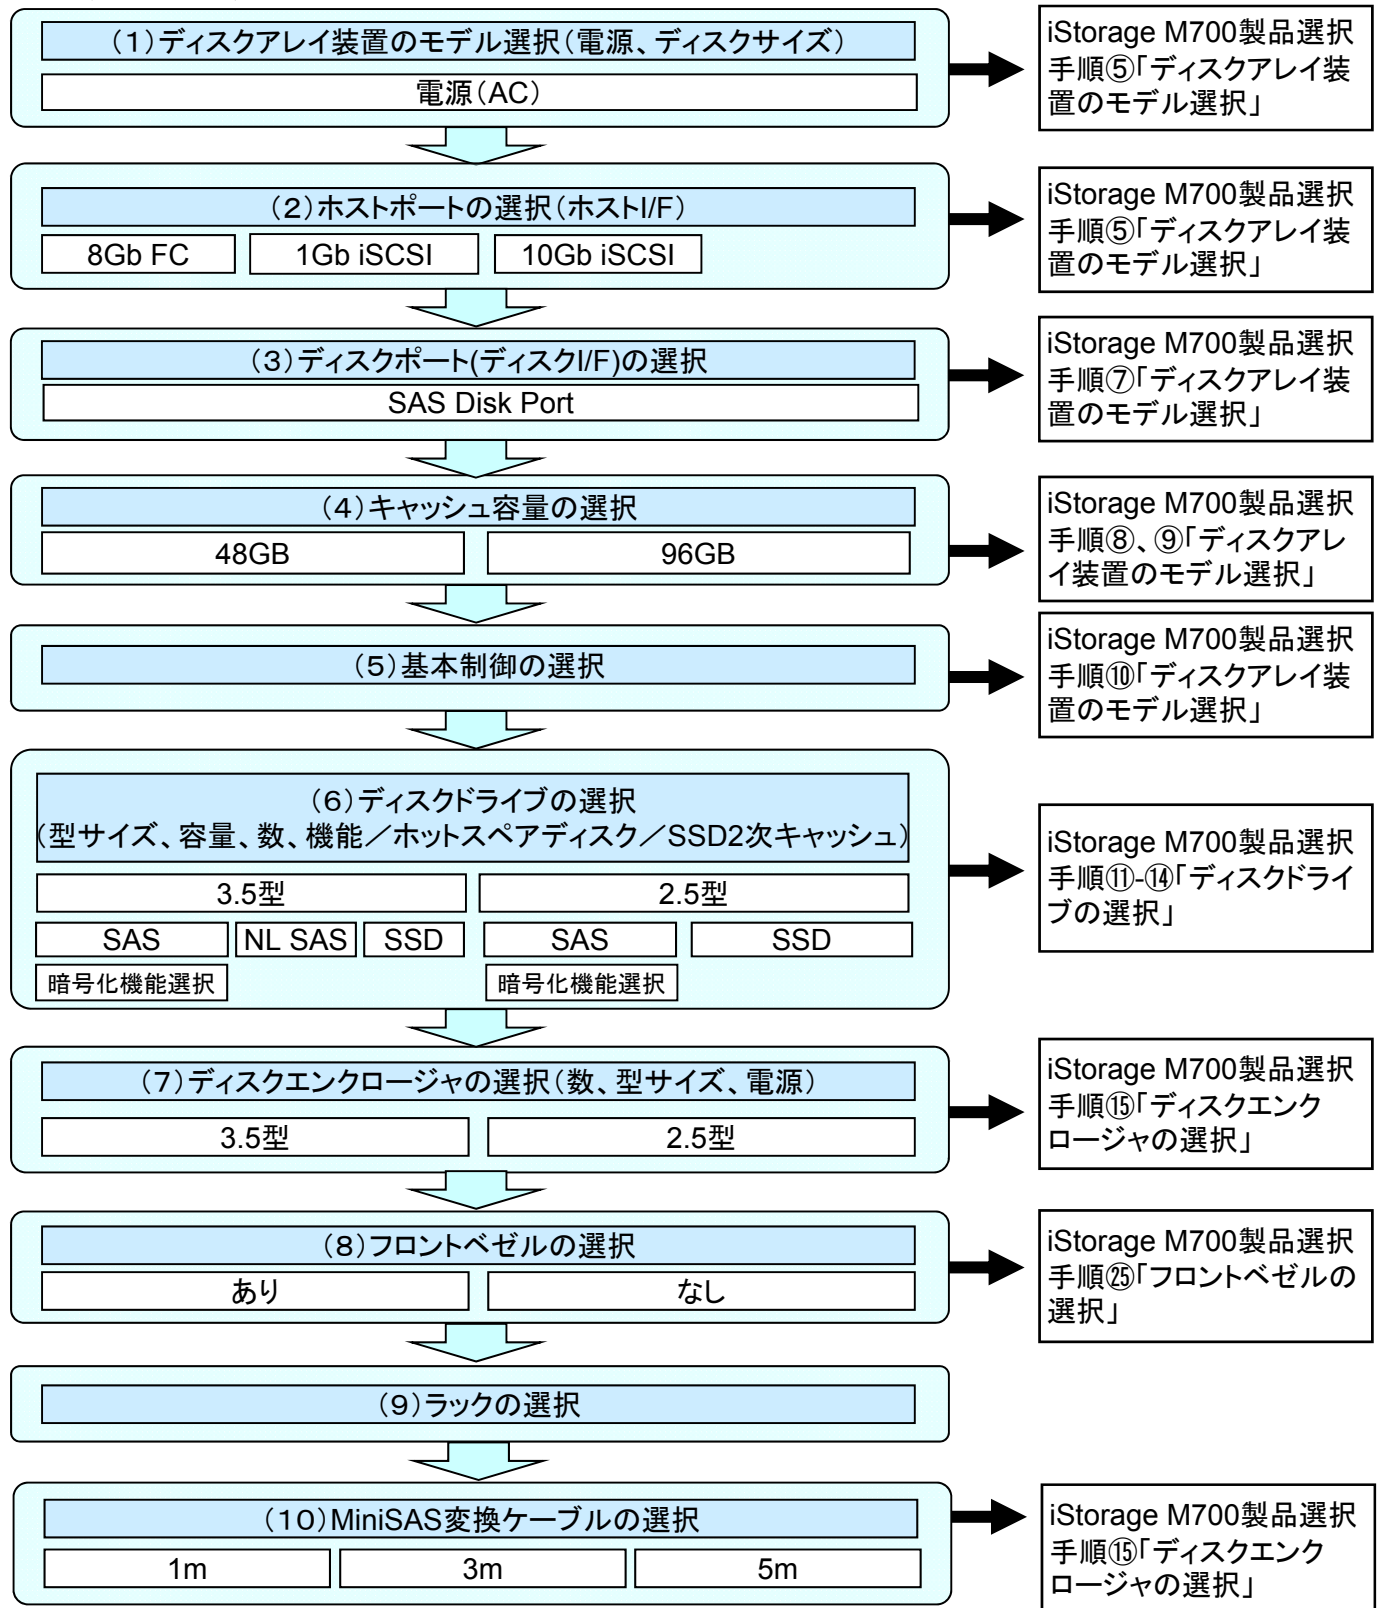 (1)ディスクアレイ装置のモデル選択(電源、ディスクサイズ)
電源(AC)
iStorage M700製品選択
手順⑤「ディスクアレイ装
置のモデル選択」
(2)ホストポートの選択(ホストI/F)
8Gb FC
1Gb iSCSI
10Gb iSCSI
iStorage M700製品選択
手順⑤「ディスクアレイ装
置のモデル選択」
(3)ディスクポート(ディスクI/F)の選択
SAS Disk Port
iStorage M700製品選択
手順⑦「ディスクアレイ装
置のモデル選択」
(4)キャッシュ容量の選択
48GB
96GB
iStorage M700製品選択
手順⑧、⑨「ディスクアレ
イ装置のモデル選択」
(5)基本制御の選択
iStorage M700製品選択
手順⑩「ディスクアレイ装
置のモデル選択」
(6)ディスクドライブの選択
(型サイズ、容量、数、機能/ホットスペアディスク/SSD2次キャッシュ)
3.5型
2.5型
SAS
NL SAS
SSD
SAS
SSD
暗号化機能選択
暗号化機能選択
iStorage M700製品選択
手順⑪-⑭「ディスクドライ
ブの選択」
(7)ディスクエンクロージャの選択(数、型サイズ、電源)
3.5型
2.5型
iStorage M700製品選択
手順⑮「ディスクエンク
ロージャの選択」
(8)フロントベゼルの選択
あり
なし
iStorage M700製品選択
手順㉕「フロントベゼルの
選択」
(9)ラックの選択
(10)MiniSAS変換ケーブルの選択
1m
3m
5m
iStorage M700製品選択
手順⑮「ディスクエンク
ロージャの選択」